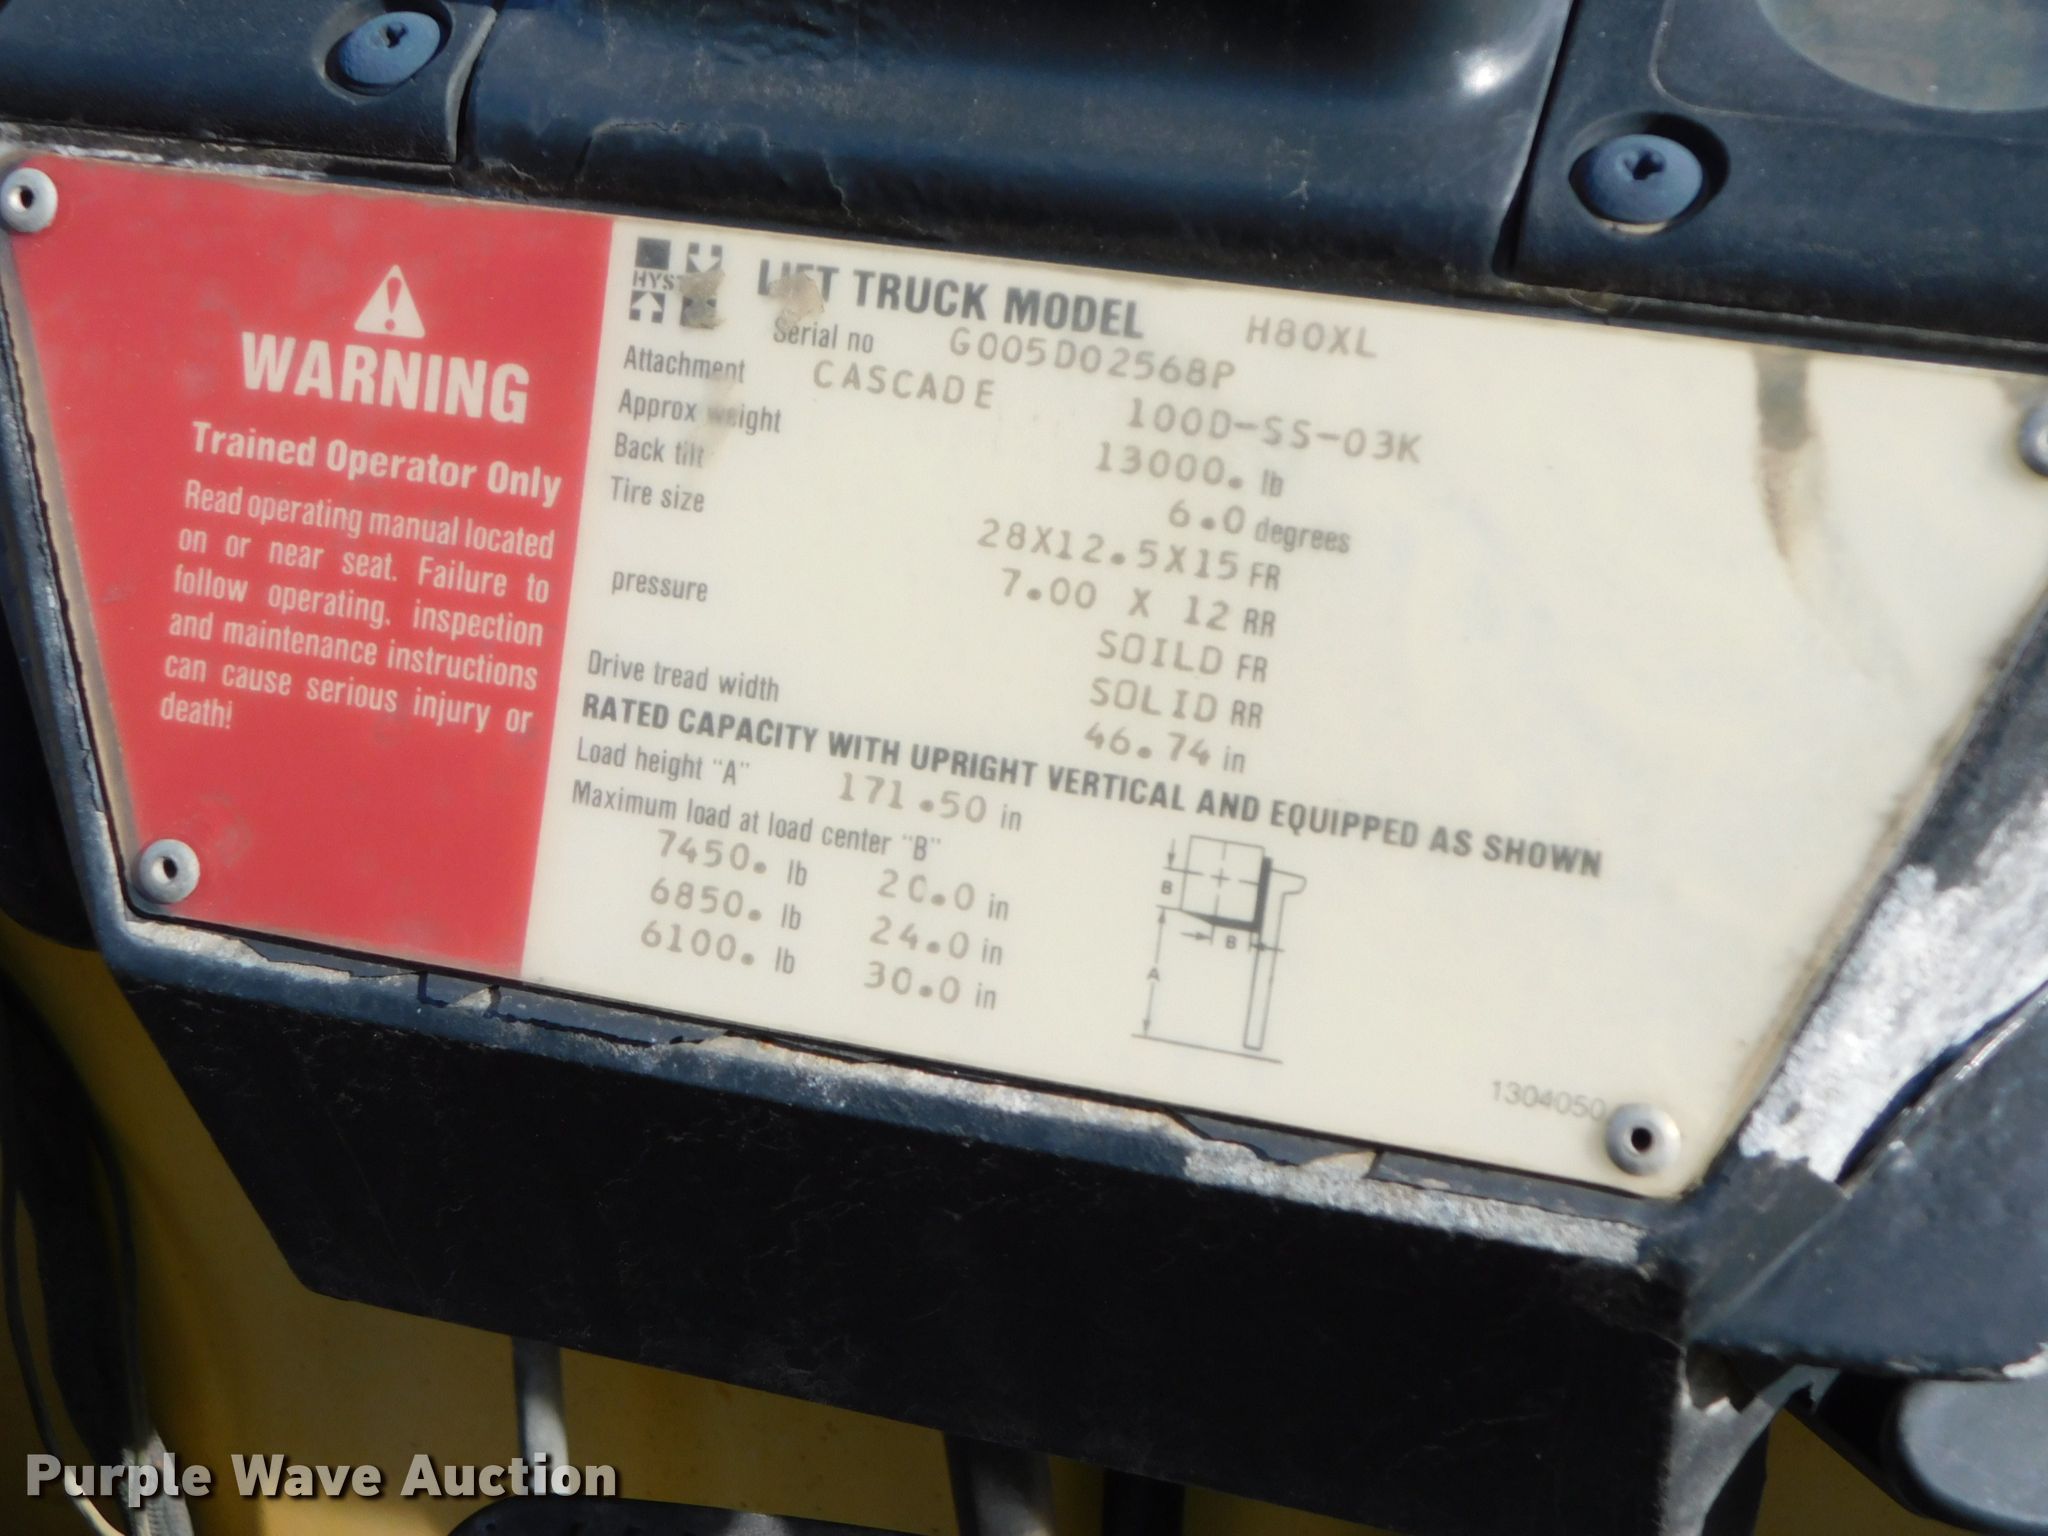 WARNING
Trained Operator Only
Read operating manual located
on or near seat. Failure to
follow operating, inspection
and maintenance instructions
can cause serious injury or
death!
LIFT TRUCK MODEL H80XL
Serial no G005D02568P
Attachment CASCADE 100D-SS-03K
Approx weight 13000. lb
Back tilt 6.0 degrees
Tire size 28X12.5X15 FR
7.00 X 12 RR
pressure SOILD FR
SOLID RR
Drive tread width 46.74 in
RATED CAPACITY WITH UPRIGHT VERTICAL AND EQUIPPED AS SHOWN
Load height "A" 171.50 in
Maximum load at load center "B"
7450. lb 20.0 in
6850. lb 24.0 in
6100. lb 30.0 in
B
B
A
1304050
Purple Wave Auction